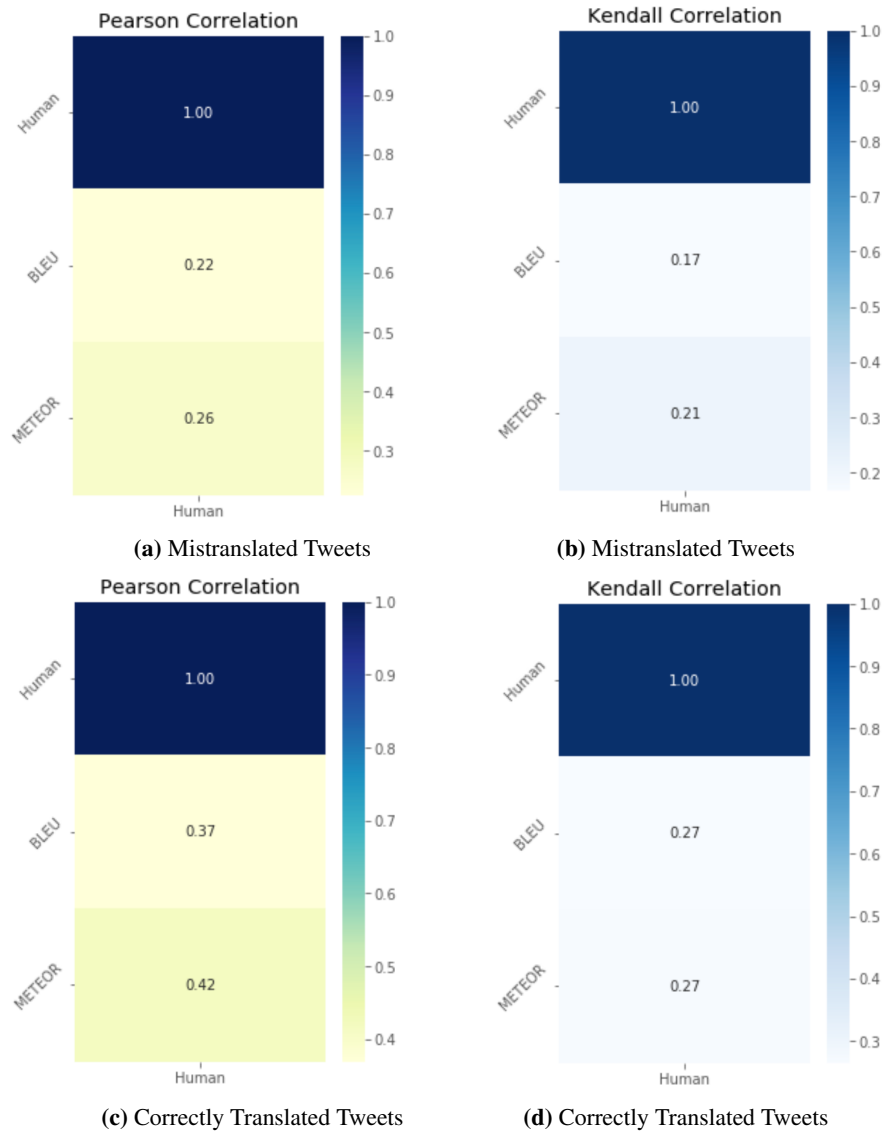 Pearson Correlation
Human
BLEU
METEOR
1.00
0.22
0.26
Human
1.0
0.9
0.8
0.7
0.6
0.5
0.4
0.3
(a) Mistranslated Tweets
Kendall Correlation
Human
BLEU
METEOR
1.00
0.17
0.21
Human
1.0
0.9
0.8
0.7
0.6
0.5
0.4
0.3
0.2
(b) Mistranslated Tweets
Pearson Correlation
Human
BLEU
METEOR
1.00
0.37
0.42
Human
1.0
0.9
0.8
0.7
0.6
0.5
0.4
(c) Correctly Translated Tweets
Kendall Correlation
Human
BLEU
METEOR
1.00
0.27
0.27
Human
1.0
0.9
0.8
0.7
0.6
0.5
0.4
0.3
(d) Correctly Translated Tweets